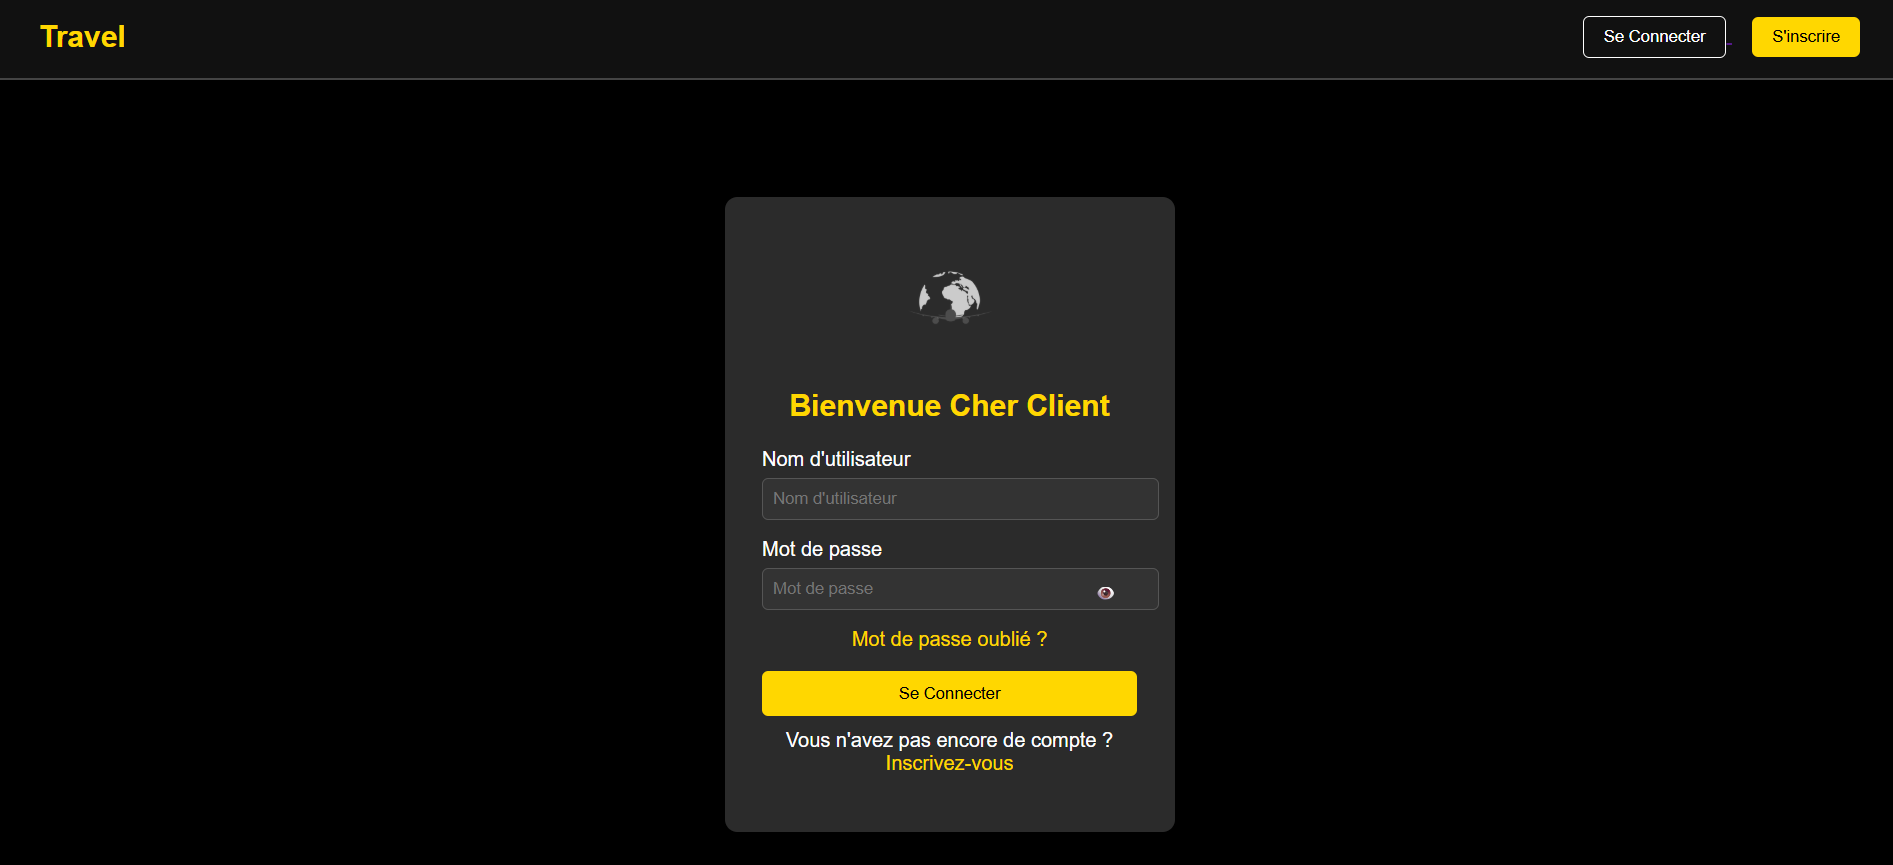 Travel
Se Connecter
S'inscrire
Bienvenue Cher Client
Nom d'utilisateur
Nom d'utilisateur
Mot de passe
Mot de passe
Mot de passe oublié ?
Se Connecter
Vous n'avez pas encore de compte ?
Inscrivez-vous